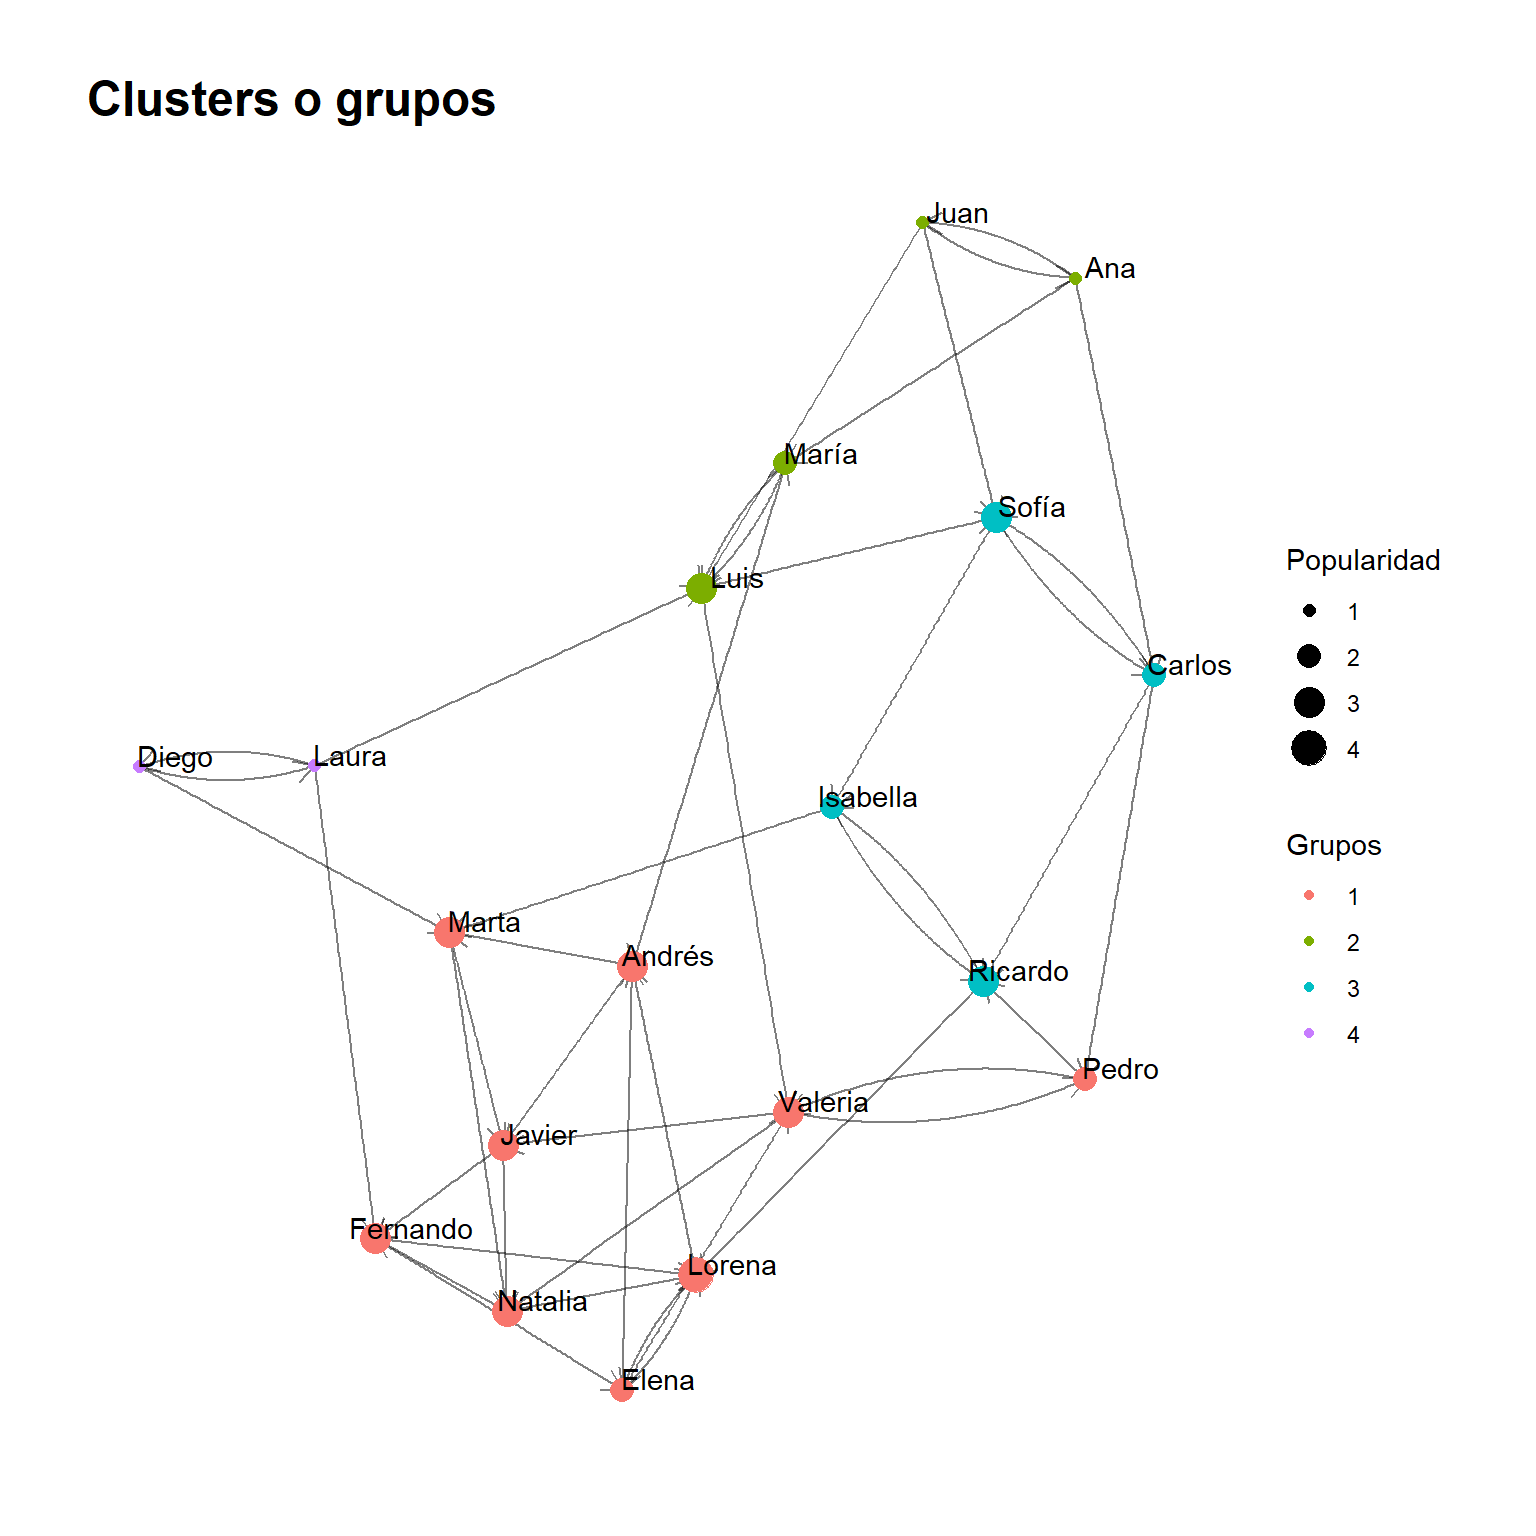 Clusters o grupos
Juan
Ana
María
Sofía
Luis
Carlos
Diego
Laura
Isabella
Marta
Andrés
Ricardo
Pedro
Valeria
Javier
Fernando
Lorena
Natalia
Elena
Popularidad
1
2
3
4
Grupos
1
2
3
4